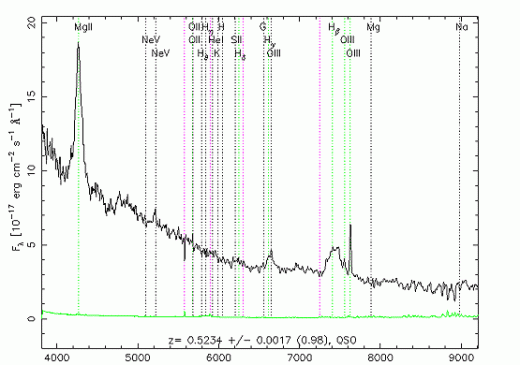 MgII OII Hη H G Hβ Mg Na
NeV OII HeI SII Hγ OIII
NeV Hθ K Hδ OIII OIII
20
15
10
5
0
Fλ [10⁻¹⁷ erg cm⁻² s⁻¹ Å⁻¹]
z= 0.5234 +/- 0.0017 (0.98), QSO
4000 5000 6000 7000 8000 9000